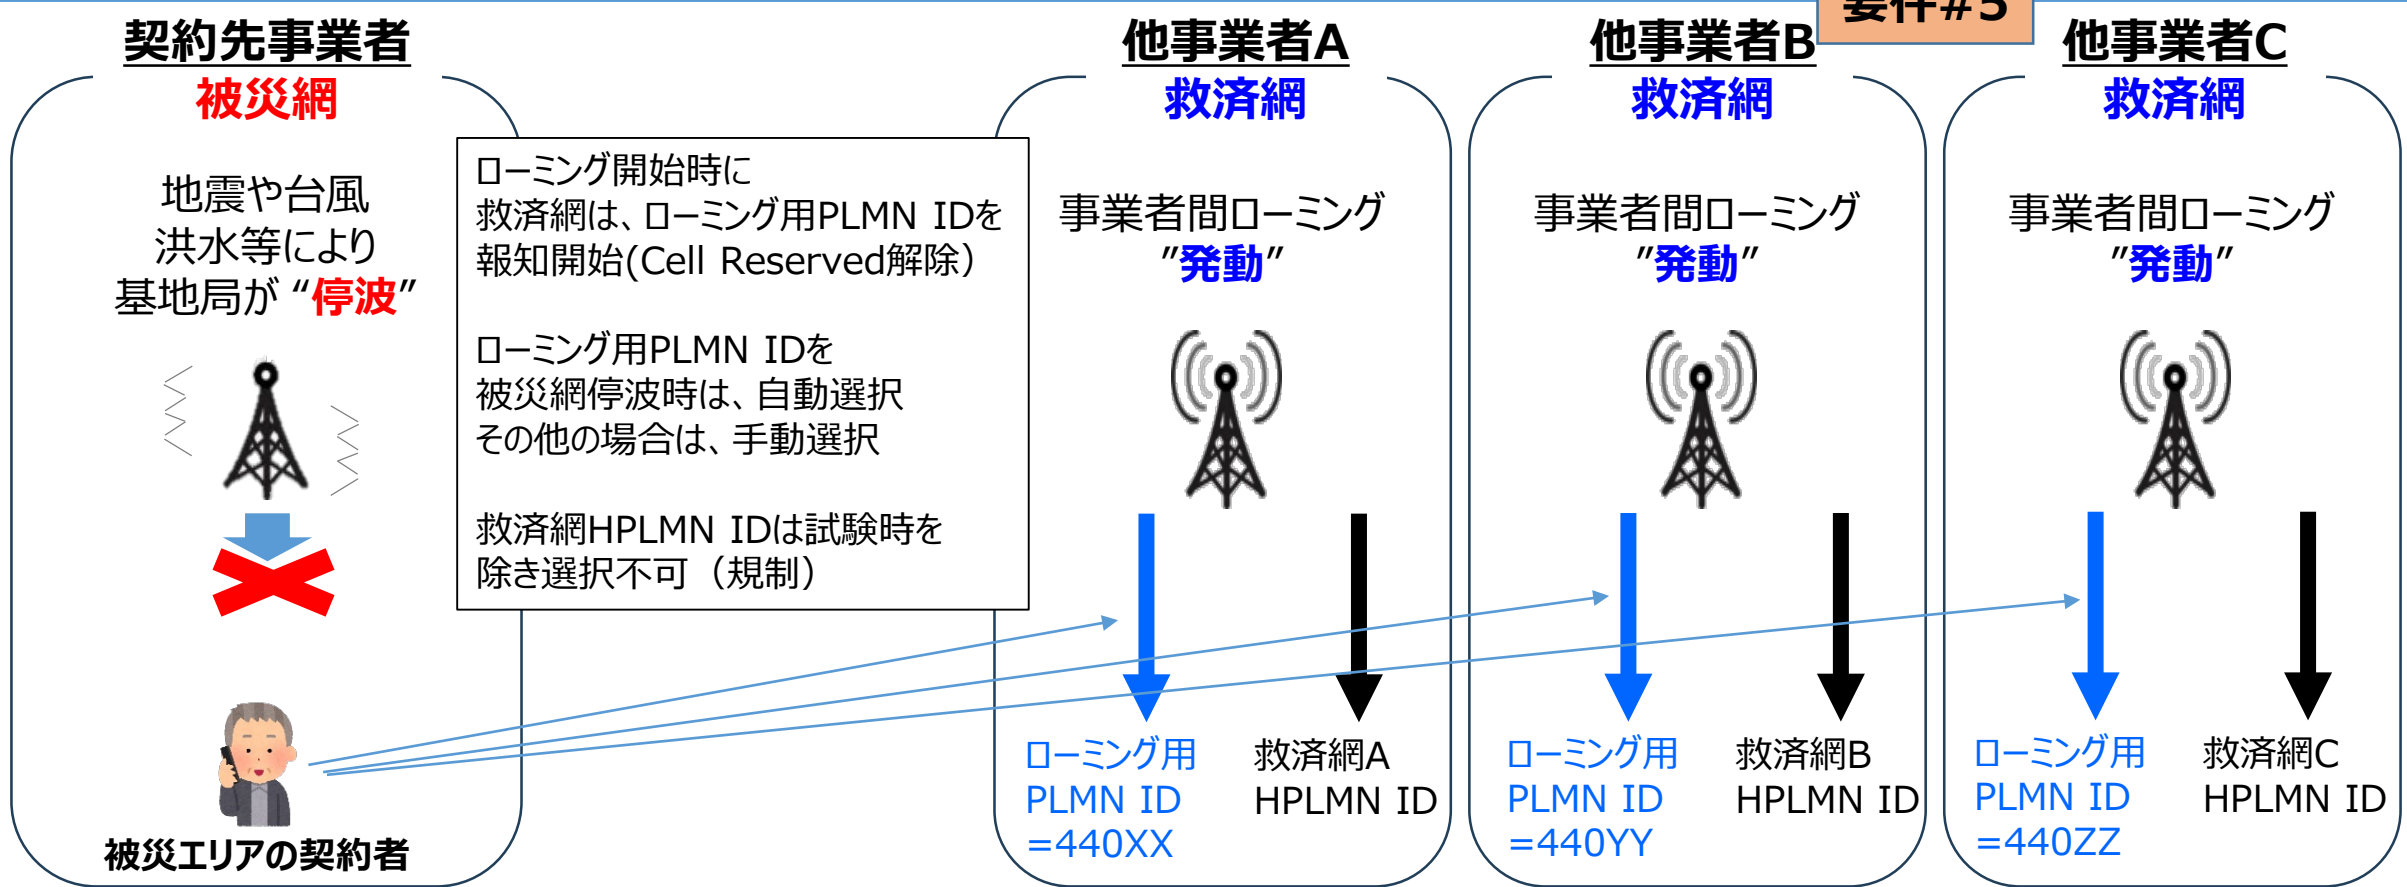 要件#5
契約先事業者
被災網
地震や台風
洪水等により
基地局が “停波”
被災エリアの契約者
ローミング開始時に
救済網は、ローミング用PLMN IDを
報知開始(Cell Reserved解除）
ローミング用PLMN IDを
被災網停波時は、自動選択
その他の場合は、手動選択
救済網HPLMN IDは試験時を
除き選択不可（規制）
他事業者A
救済網
事業者間ローミング
”発動”
ローミング用
PLMN ID
=440XX
救済網A
HPLMN ID
他事業者B
救済網
事業者間ローミング
”発動”
ローミング用
PLMN ID
=440YY
救済網B
HPLMN ID
他事業者C
救済網
事業者間ローミング
”発動”
ローミング用
PLMN ID
=440ZZ
救済網C
HPLMN ID